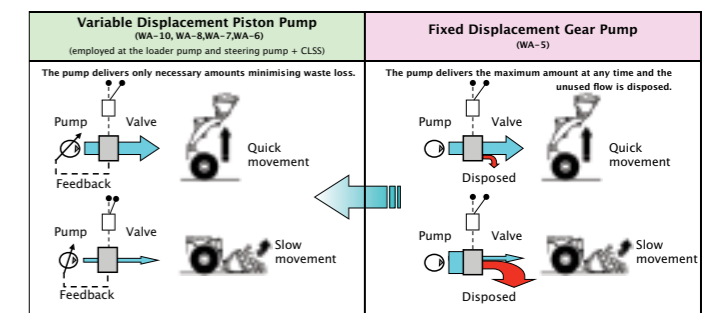 Variable Displacement Piston Pump
(WA-10, WA-8,WA-7,WA-6)
(employed at the loader pump and steering pump + CLSS)
The pump delivers only necessary amounts minimising waste loss.
Pump
Valve
Quick
movement
Feedback
Pump
Valve
Slow
movement
Feedback
Fixed Displacement Gear Pump
(WA-5)
The pump delivers the maximum amount at any time and the
unused flow is disposed.
Pump
Valve
Quick
movement
Disposed
Pump
Valve
Slow
movement
Disposed